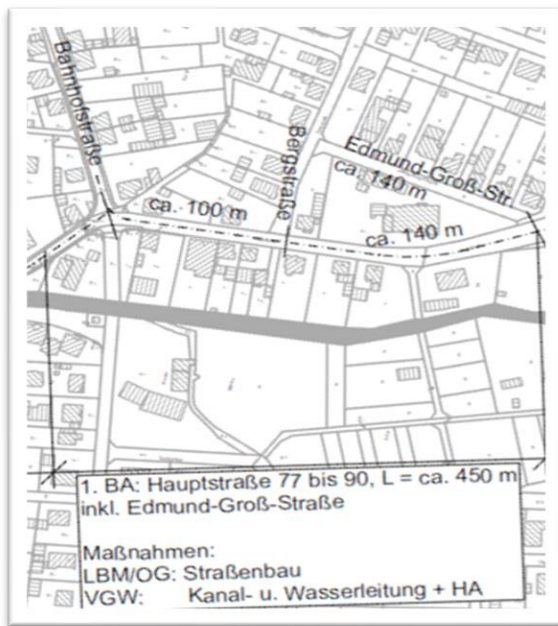 Bahnhofstraße
Bergstraße
Edmund-Groß-Str.
ca. 140 m
ca. 100 m
ca. 140 m
1. BA: Hauptstraße 77 bis 90, L = ca. 450 m
inkl. Edmund-Groß-Straße
Maßnahmen:
LBM/OG: Straßenbau
VGW: Kanal- u. Wasserleitung + HA